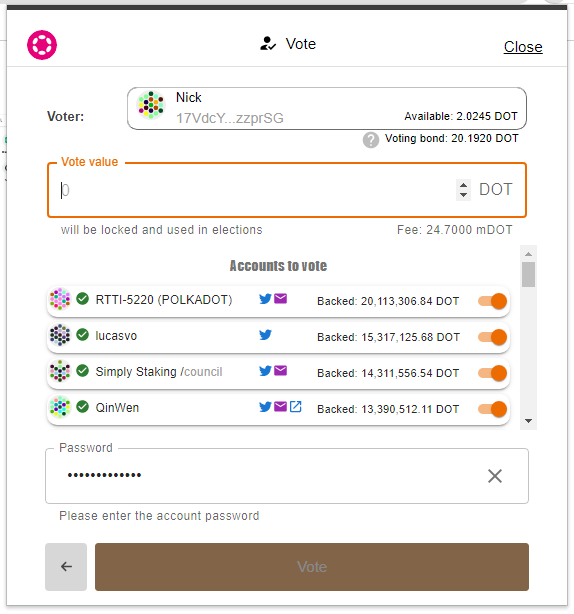 Vote
Close
Voter:
Nick
17VdcY...zzprSG
Available: 2.0245 DOT
? Voting bond: 20.1920 DOT
Vote value
0
DOT
will be locked and used in elections
Fee: 24.7000 mDOT
Accounts to vote
RTTI-5220 (POLKADOT) Backed: 20,113,306.84 DOT
lucasvo Backed: 15,317,125.68 DOT
Simply Staking /council Backed: 14,311,556.54 DOT
QinWen Backed: 13,390,512.11 DOT
Password
•••••••••••••
Please enter the account password
Vote